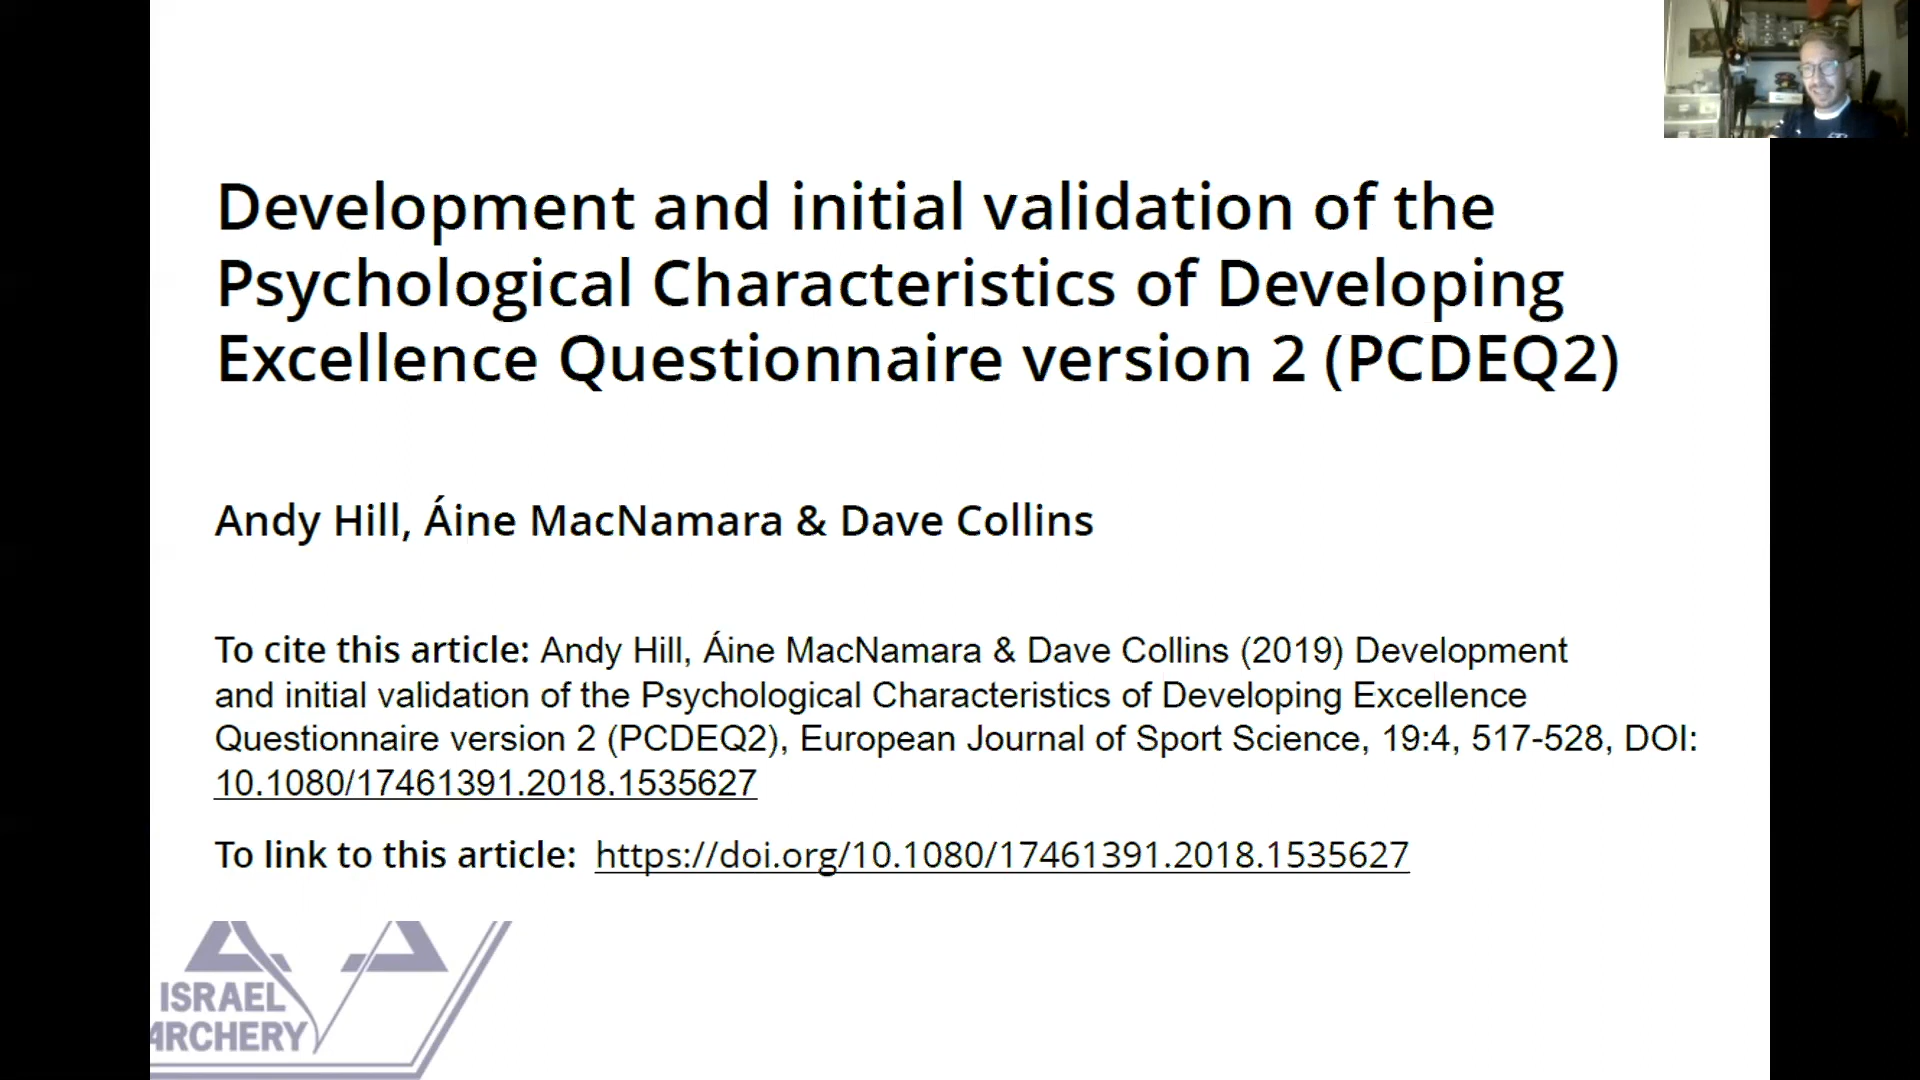 Development and initial validation of the
Psychological Characteristics of Developing
Excellence Questionnaire version 2 (PCDEQ2)
Andy Hill, Áine MacNamara & Dave Collins
To cite this article: Andy Hill, Áine MacNamara & Dave Collins (2019) Development
and initial validation of the Psychological Characteristics of Developing Excellence
Questionnaire version 2 (PCDEQ2), European Journal of Sport Science, 19:4, 517-528, DOI:
10.1080/17461391.2018.1535627
To link to this article: https://doi.org/10.1080/17461391.2018.1535627
ISRAEL
ARCHERY